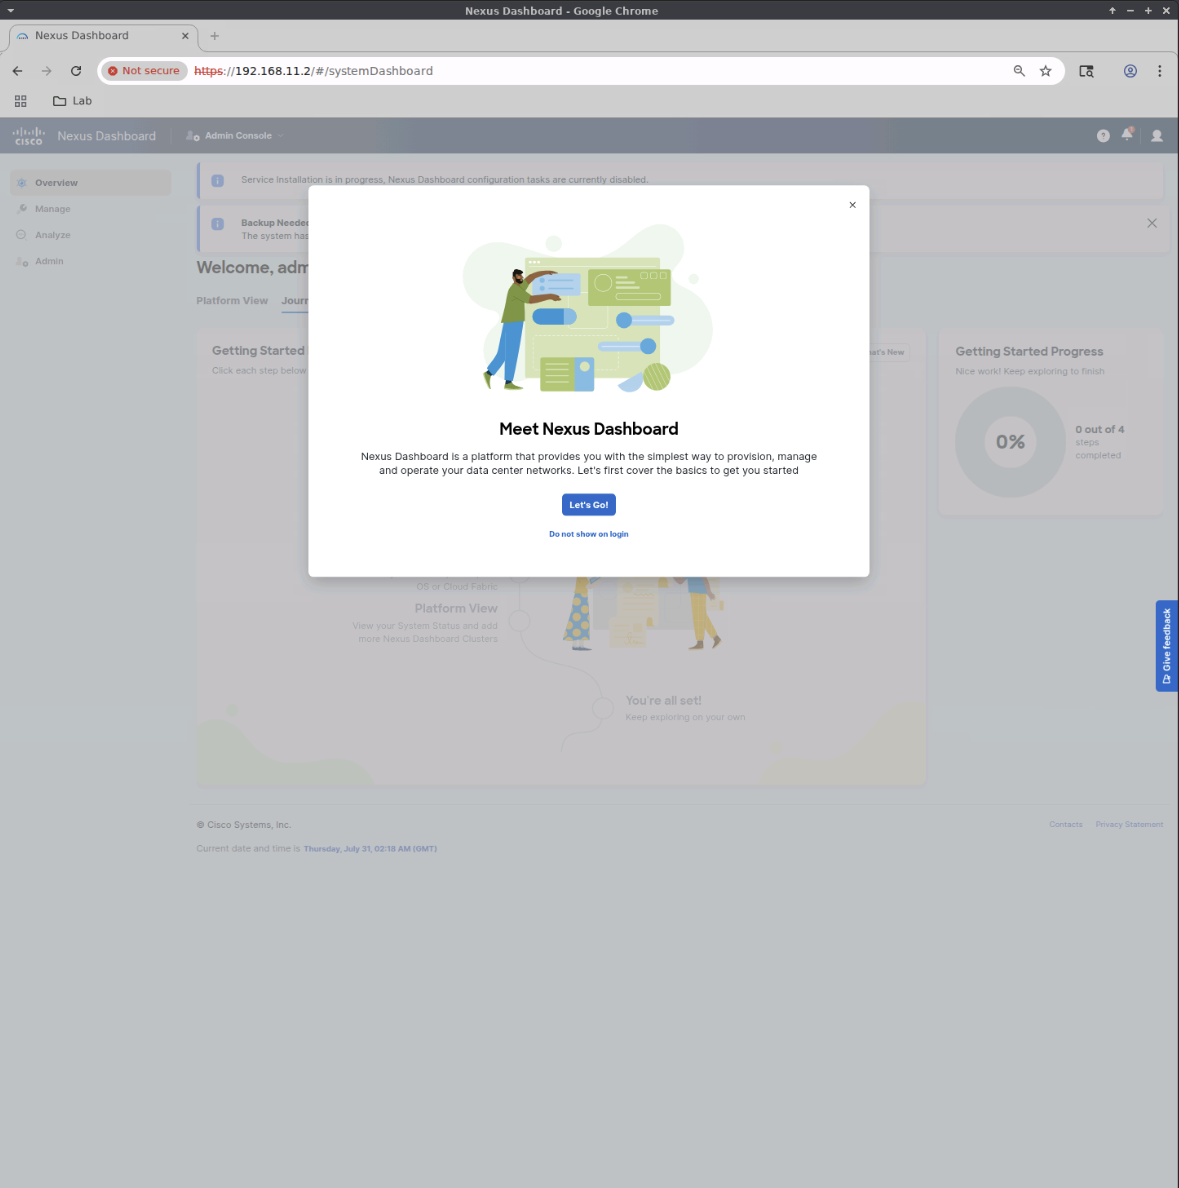 Nexus Dashboard - Google Chrome
Nexus Dashboard
Not secure https://192.168.11.2/#/systemDashboard
Lab
CISCO Nexus Dashboard Admin Console
Overview
Manage
Analyze
Admin
Service Installation is in progress, Nexus Dashboard configuration tasks are currently disabled.
Backup Needed
The system has
Welcome, adm
Platform View Journ
Getting Started
Click each step below
at's New
Getting Started Progress
Nice work! Keep exploring to finish
0%
0 out of 4
steps
completed
Meet Nexus Dashboard
Nexus Dashboard is a platform that provides you with the simplest way to provision, manage
and operate your data center networks. Let's first cover the basics to get you started
Let's Go!
Do not show on login
OS or Cloud Fabric
Platform View
View your System Status and add
more Nexus Dashboard Clusters
You're all set!
Keep exploring on your own
Give feedback
© Cisco Systems, Inc.
Contacts Privacy Statement
Current date and time is Thursday, July 31, 02:18 AM (GMT)